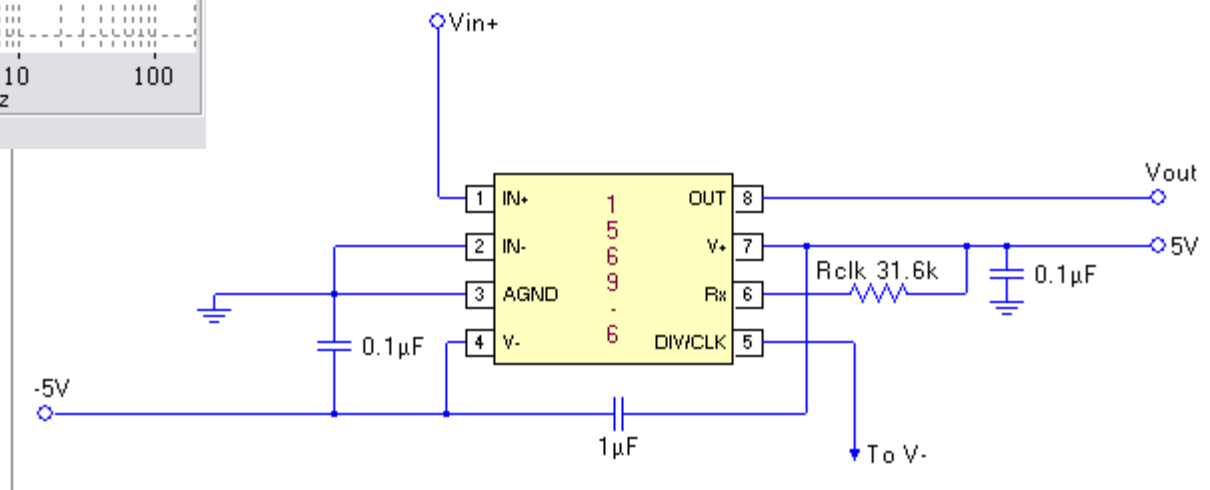 10
100
z
Vin+
Vout
1 IN+
2 IN-
3 AGND
4 V-
1
5
6
9
-
6
OUT 8
V+ 7
Rx 6
DIV/CLK 5
5V
Rclk 31.6k
0.1µF
0.1µF
-5V
1µF
To V-